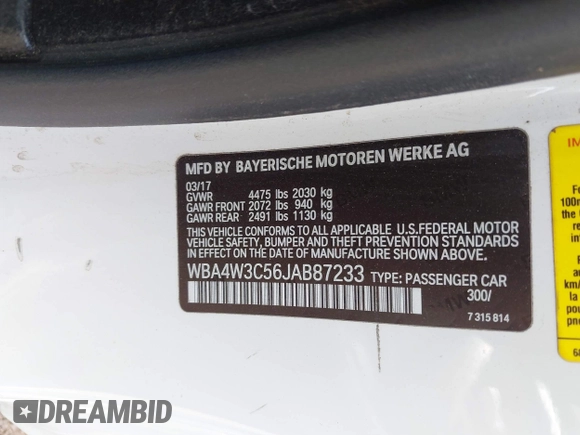 MFD BY BAYERISCHE MOTOREN WERKE AG
03/17
GVWR 4475 lbs 2030 kg
GAWR FRONT 2072 lbs 940 kg
GAWR REAR 2491 lbs 1130 kg
THIS VEHICLE CONFORMS TO ALL APPLICABLE U.S.FEDERAL MOTOR
VEHICLE SAFETY, BUMPER AND THEFT PREVENTION STANDARDS
IN EFFECT ON THE DATE OF MANUFACTURE SHOWN ABOVE.
WBA4W3C56JAB87233 TYPE: PASSENGER CAR
300/
7 315 814
DREAMBID